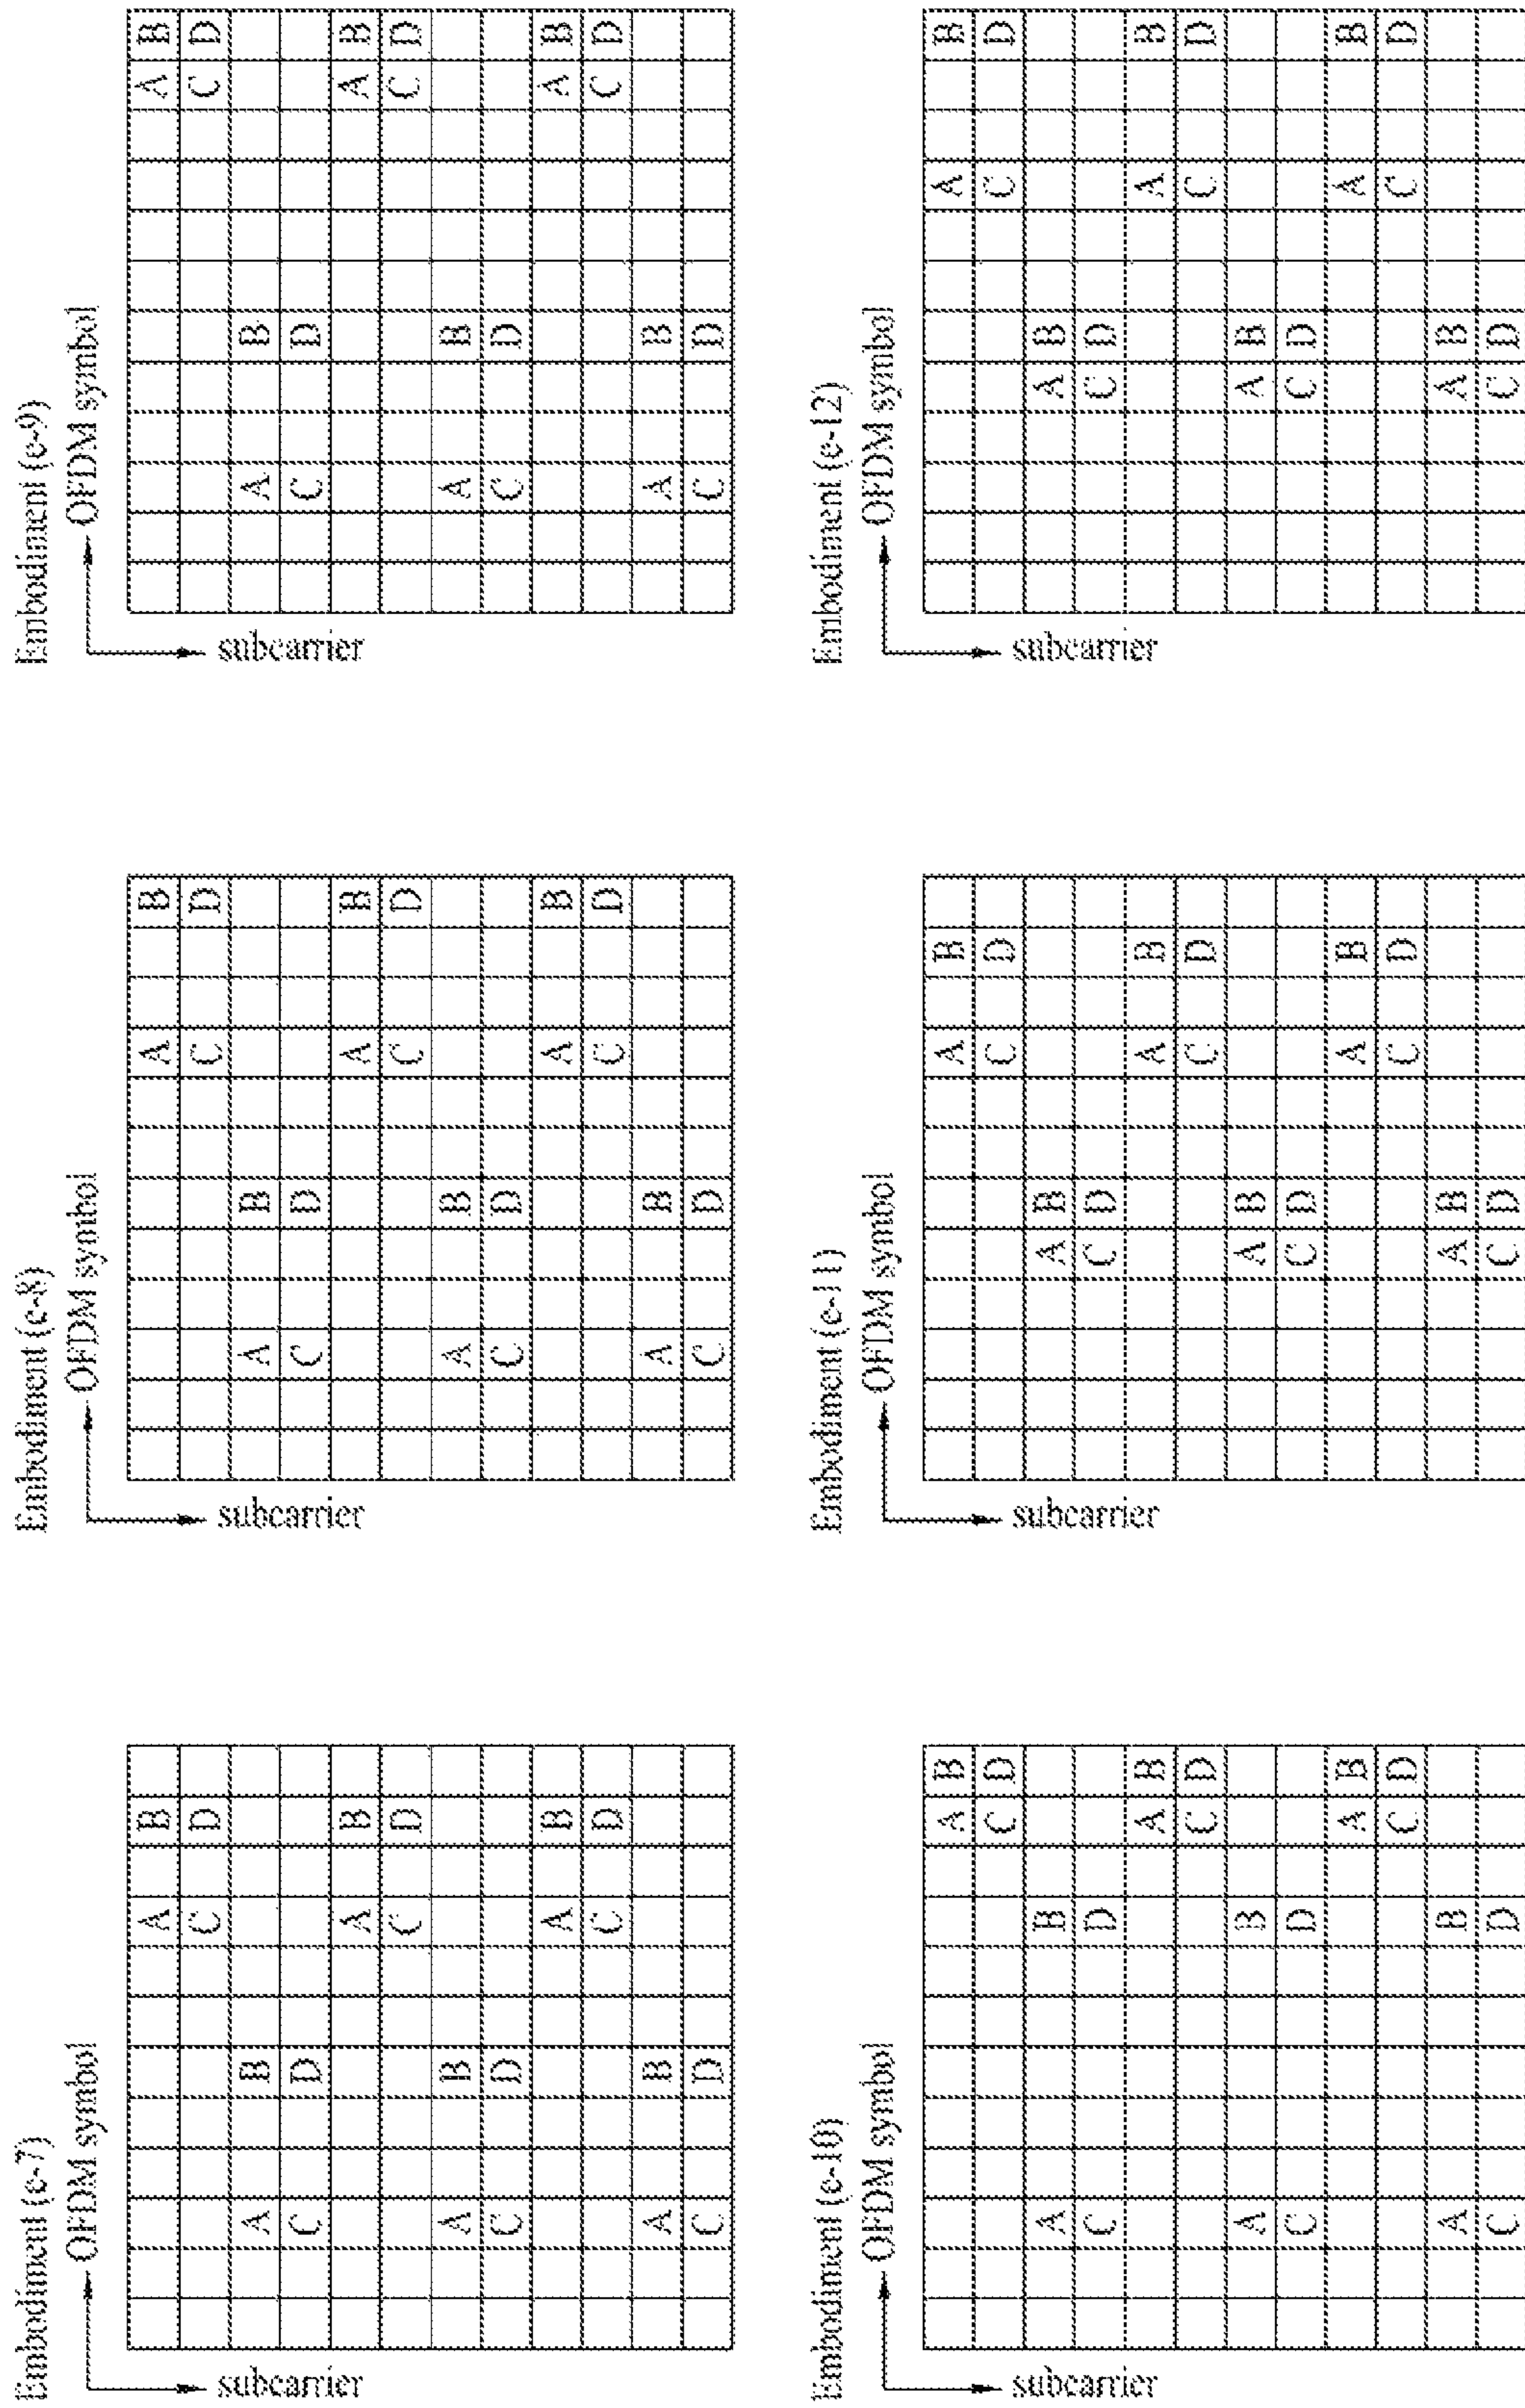 Embodiment (e-7)
OFDM symbol
subcarrier
A B
C D
A B
C D
A B
C D
A B
C D
A B
C D
A B
C D
Embodiment (e-8)
OFDM symbol
subcarrier
A B
C D
A B
C D
A B
C D
A B
C D
A B
C D
A B
C D
Embodiment (e-9)
OFDM symbol
subcarrier
A B
C D
A B
C D
A B
C D
A B
C D
A B
C D
A B
C D
Embodiment (e-10)
OFDM symbol
subcarrier
A B
C D
A B
C D
A B
C D
A B
C D
A B
C D
A B
C D
Embodiment (e-11)
OFDM symbol
subcarrier
A B
C D
A B
C D
A B
C D
A B
C D
A B
C D
A B
C D
Embodiment (e-12)
OFDM symbol
subcarrier
A B
C D
A B
C D
A B
C D
A B
C D
A B
C D
A B
C D